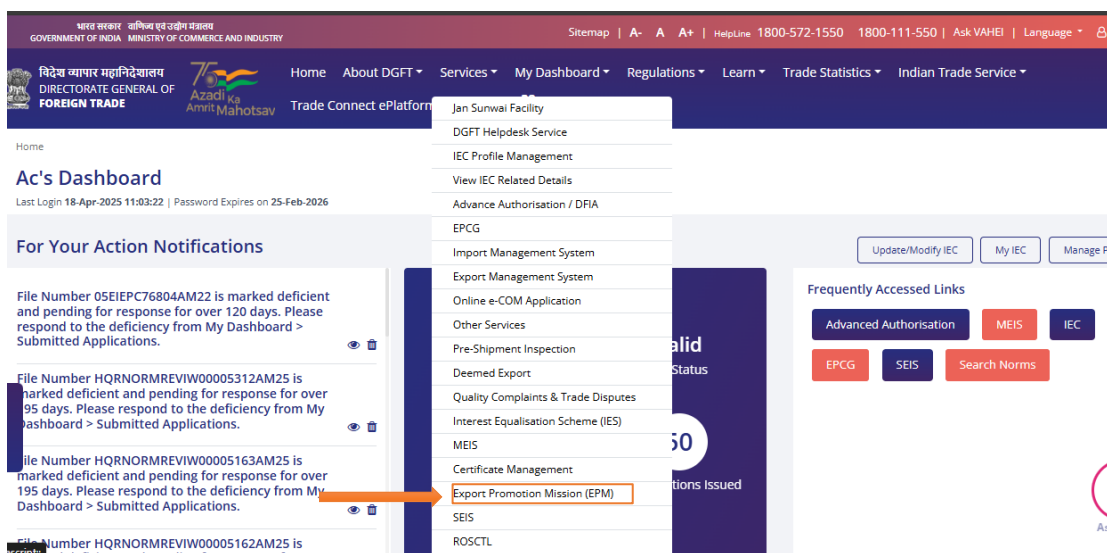 भारत सरकार वाणिज्य एवं उद्योग मंत्रालय
GOVERNMENT OF INDIA MINISTRY OF COMMERCE AND INDUSTRY
Sitemap | A- A A+ | HelpLine 1800-572-1550 1800-111-550 | Ask VAHEI | Language
विदेश व्यापार महानिदेशालय
DIRECTORATE GENERAL OF
FOREIGN TRADE
Azadi Ka
Amrit Mahotsav
Home About DGFT Services My Dashboard Regulations Learn Trade Statistics Indian Trade Service
Trade Connect ePlatform
Home
Ac's Dashboard
Last Login 18-Apr-2025 11:03:22 | Password Expires on 25-Feb-2026
For Your Action Notifications
File Number 05EIEPC76804AM22 is marked deficient
and pending for response for over 120 days. Please
respond to the deficiency from My Dashboard >
Submitted Applications.
File Number HQRNORMREVIW00005312AM25 is
marked deficient and pending for response for over
195 days. Please respond to the deficiency from My
Dashboard > Submitted Applications.
File Number HQRNORMREVIW00005163AM25 is
marked deficient and pending for response for over
195 days. Please respond to the deficiency from My
Dashboard > Submitted Applications.
File Number HQRNORMREVIW00005162AM25 is
Jan Sunwai Facility
DGFT Helpdesk Service
IEC Profile Management
View IEC Related Details
Advance Authorisation / DFIA
EPCG
Import Management System
Export Management System
Online e-COM Application
Other Services
Pre-Shipment Inspection
Deemed Export
Quality Complaints & Trade Disputes
Interest Equalisation Scheme (IES)
MEIS
Certificate Management
Export Promotion Mission (EPM)
SEIS
ROSCTL
alid
Status
50
tions Issued
Update/Modify IEC My IEC Manage P
Frequently Accessed Links
Advanced Authorisation MEIS IEC
EPCG SEIS Search Norms